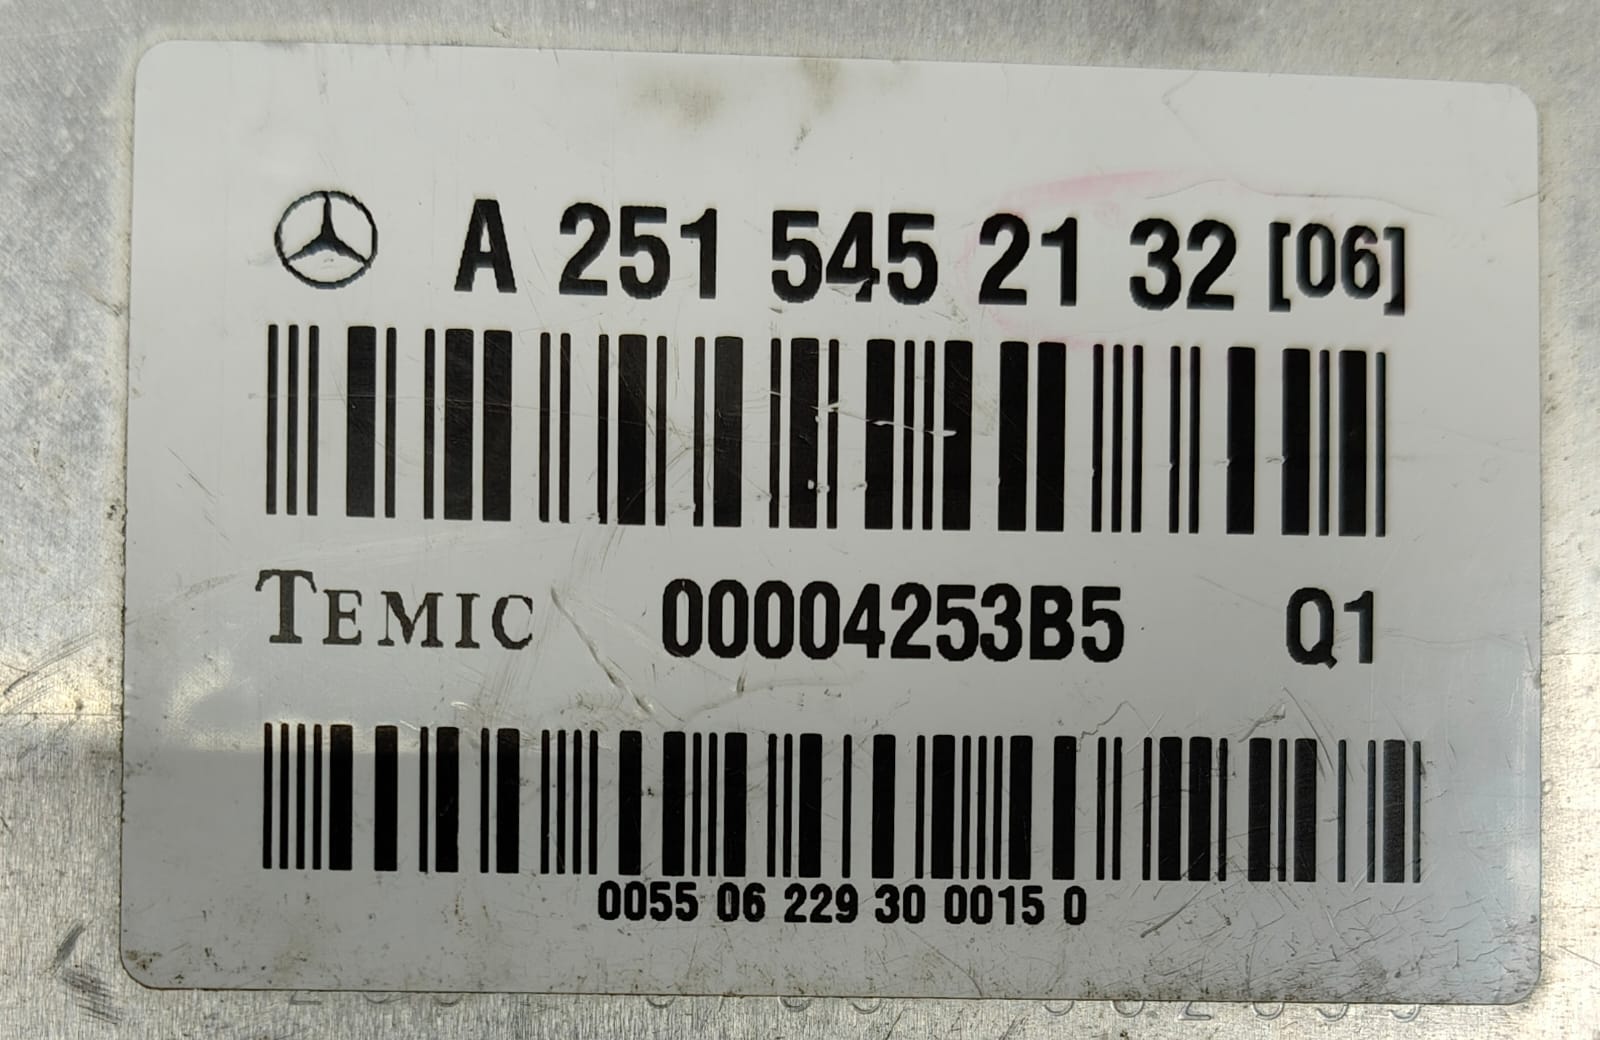 A 251 545 21 32 [06]
TEMIC 00004253B5 Q1
0055 06 229 30 0015 0